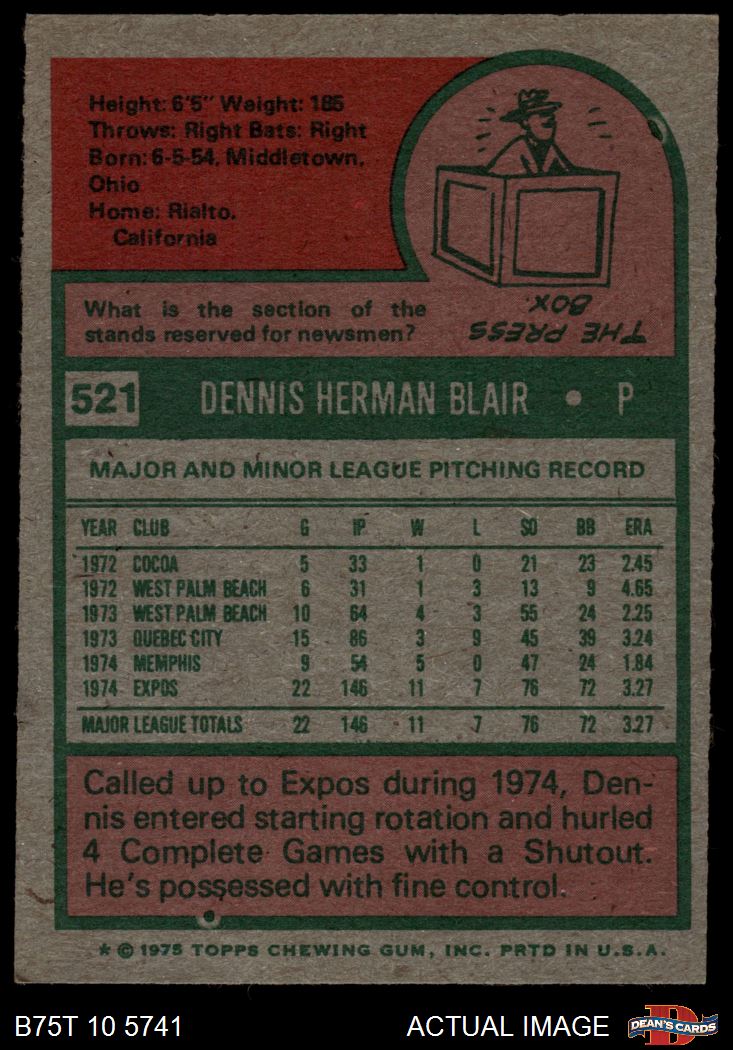 Height: 6'5" Weight: 185
Throws: Right Bats: Right
Born: 6-5-54, Middletown,
Ohio
Home: Rialto,
California
What is the section of the
stands reserved for newsmen?
THE PRESS
BOX.
521 DENNIS HERMAN BLAIR • P
MAJOR AND MINOR LEAGUE PITCHING RECORD
YEAR CLUB G IP W L SO BB ERA
1972 COCOA 5 33 1 0 21 23 2.45
1972 WEST PALM BEACH 6 31 1 3 13 9 4.65
1973 WEST PALM BEACH 10 64 4 3 55 24 2.25
1973 QUEBEC CITY 15 86 3 9 45 39 3.24
1974 MEMPHIS 9 54 5 0 47 24 1.84
1974 EXPOS 22 146 11 7 76 72 3.27
MAJOR LEAGUE TOTALS 22 146 11 7 76 72 3.27
Called up to Expos during 1974, Den-
nis entered starting rotation and hurled
4 Complete Games with a Shutout.
He's possessed with fine control.
* © 1975 TOPPS CHEWING GUM, INC. PRTD IN U.S.A.
B75T 10 5741 ACTUAL IMAGE DEAN'S CARDS